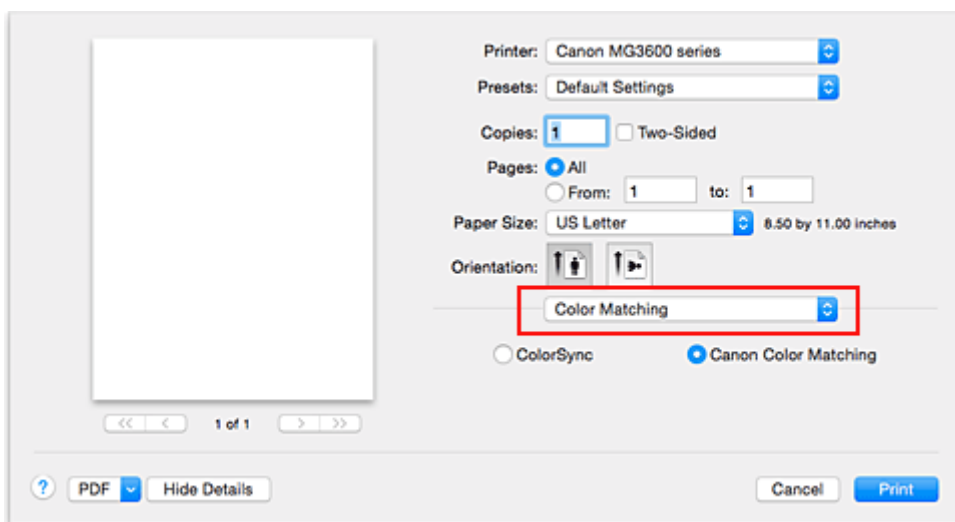 Printer: Canon MG3600 series
Presets: Default Settings
Copies: 1 Two-Sided
Pages: All
From: 1 to: 1
Paper Size: US Letter 8.50 by 11.00 inches
Orientation:
Color Matching
ColorSync Canon Color Matching
<< < 1 of 1 > >>
? PDF Hide Details Cancel Print